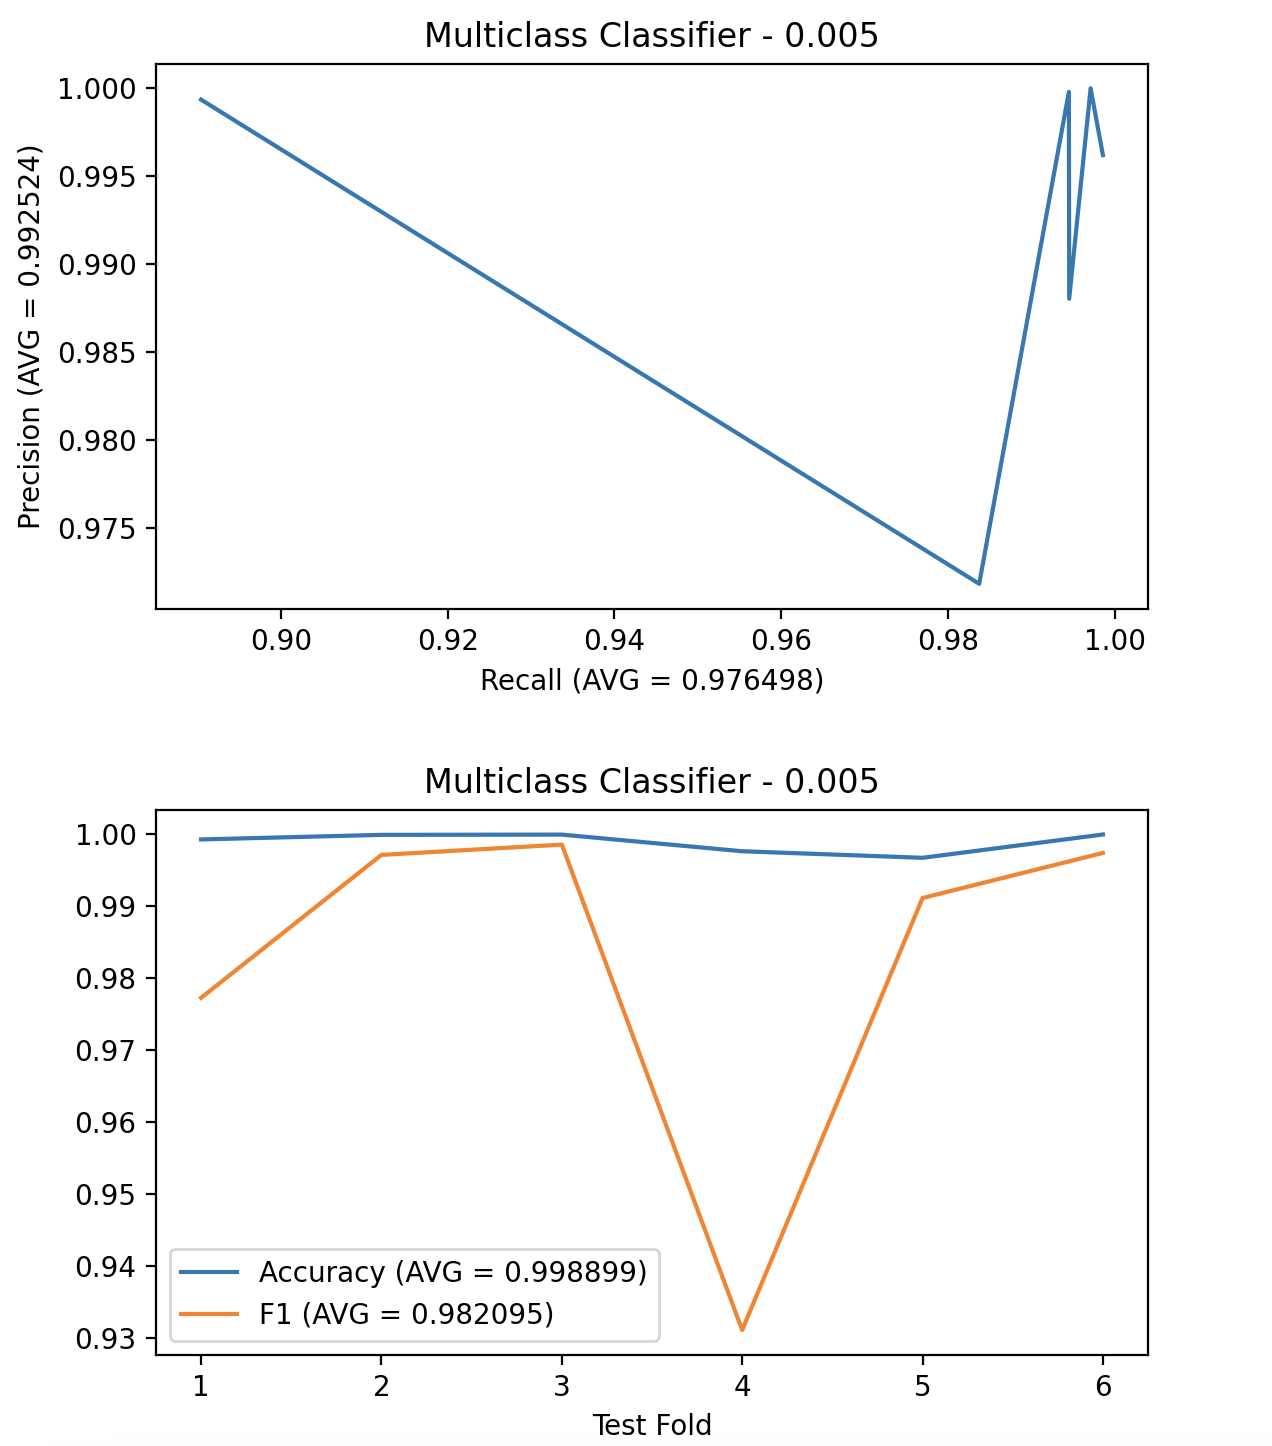 Multiclass Classifier - 0.005
1.000
0.995
0.990
0.985
0.980
0.975
Precision (AVG = 0.992524)
0.90 0.92 0.94 0.96 0.98 1.00
Recall (AVG = 0.976498)
Multiclass Classifier - 0.005
1.00
0.99
0.98
0.97
0.96
0.95
0.94
0.93
Accuracy (AVG = 0.998899)
F1 (AVG = 0.982095)
1 2 3 4 5 6
Test Fold